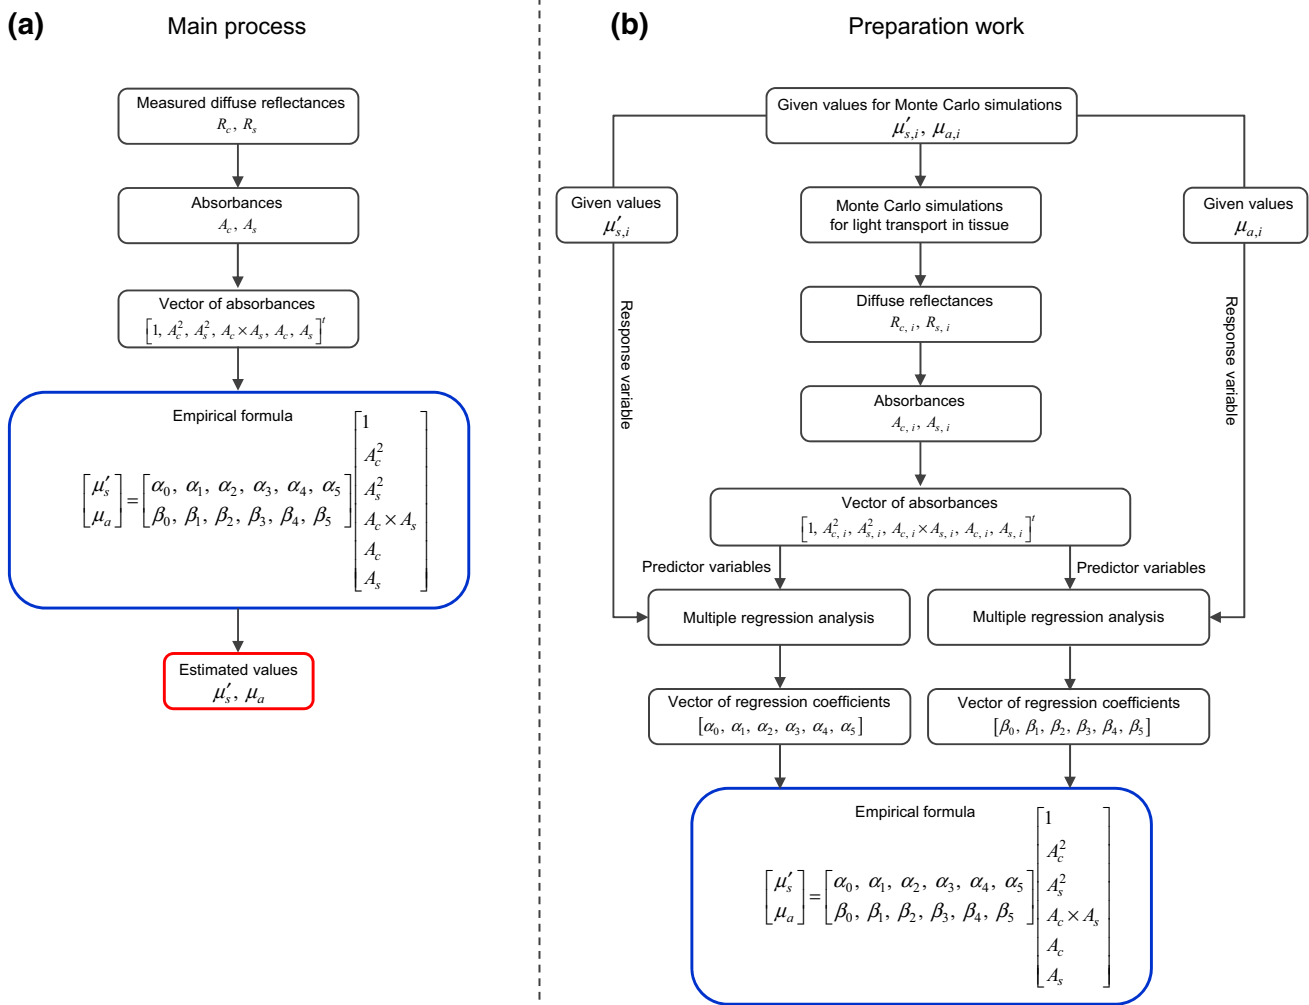 (a)
Main process
Measured diffuse reflectances
R_c, R_s
Absorbances
A_c, A_s
Vector of absorbances
[1, A_c^2, A_s^2, A_c × A_s, A_c, A_s]^t
Empirical formula
[μ'_s; μ_a] = [α_0, α_1, α_2, α_3, α_4, α_5; β_0, β_1, β_2, β_3, β_4, β_5] [1; A_c^2; A_s^2; A_c × A_s; A_c; A_s]
Estimated values
μ'_s, μ_a
(b)
Preparation work
Given values for Monte Carlo simulations
μ'_{s,i}, μ_{a,i}
Given values
μ'_{s,i}
Monte Carlo simulations
for light transport in tissue
Given values
μ_{a,i}
Response variable
Diffuse reflectances
R_{c,i}, R_{s,i}
Response variable
Absorbances
A_{c,i}, A_{s,i}
Vector of absorbances
[1, A_{c,i}^2, A_{s,i}^2, A_{c,i} × A_{s,i}, A_{c,i}, A_{s,i}]^t
Predictor variables
Predictor variables
Multiple regression analysis
Multiple regression analysis
Vector of regression coefficients
[α_0, α_1, α_2, α_3, α_4, α_5]
Vector of regression coefficients
[β_0, β_1, β_2, β_3, β_4, β_5]
Empirical formula
[μ'_s; μ_a] = [α_0, α_1, α_2, α_3, α_4, α_5; β_0, β_1, β_2, β_3, β_4, β_5] [1; A_c^2; A_s^2; A_c × A_s; A_c; A_s]